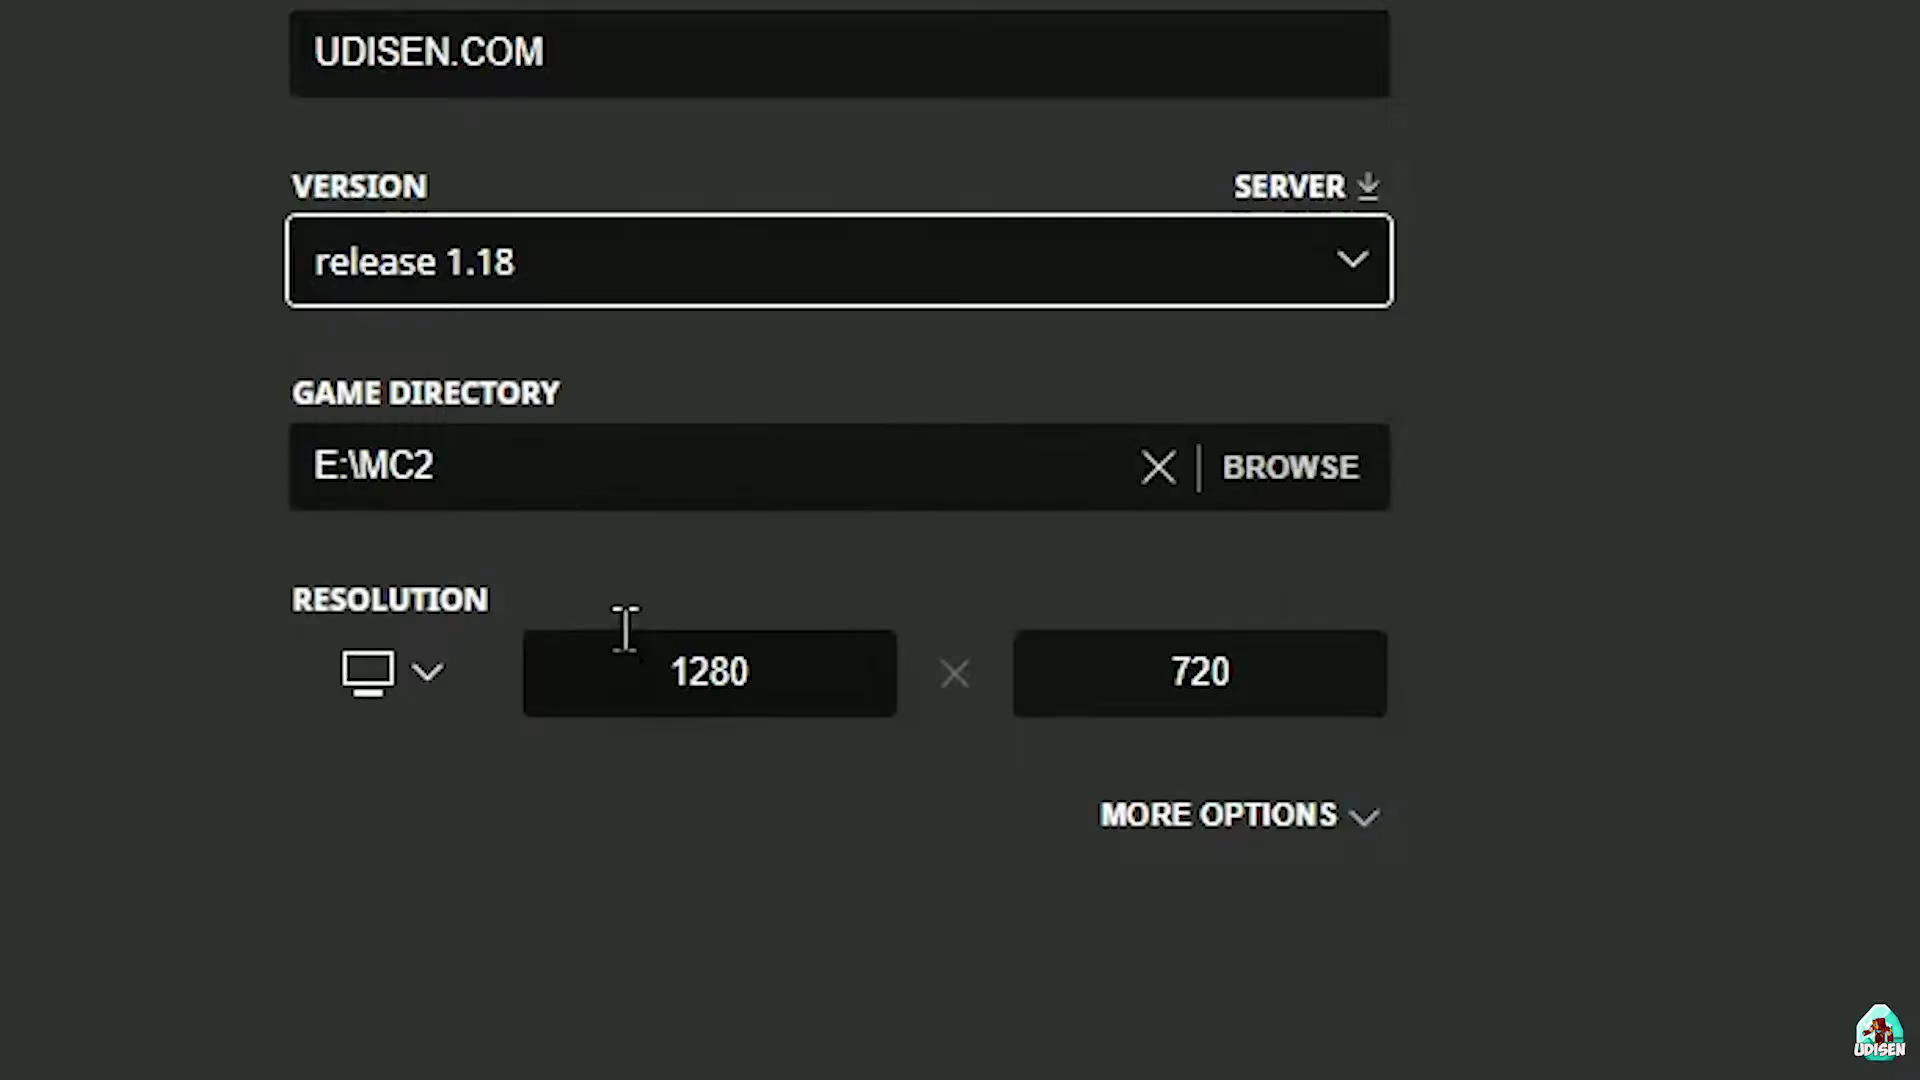 UDISEN.COM
VERSION
SERVER
release 1.18
GAME DIRECTORY
E:\MC2
BROWSE
RESOLUTION
1280
720
MORE OPTIONS
UDISEN